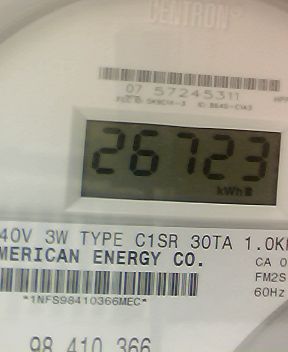 CENTRON®
07 57245311
26723
kWh
40V 3W TYPE C1SR 30TA 1.0K
MERICAN ENERGY CO.
CA 0
FM2S
60Hz
*1NFS98410366MEC*
98 410 366